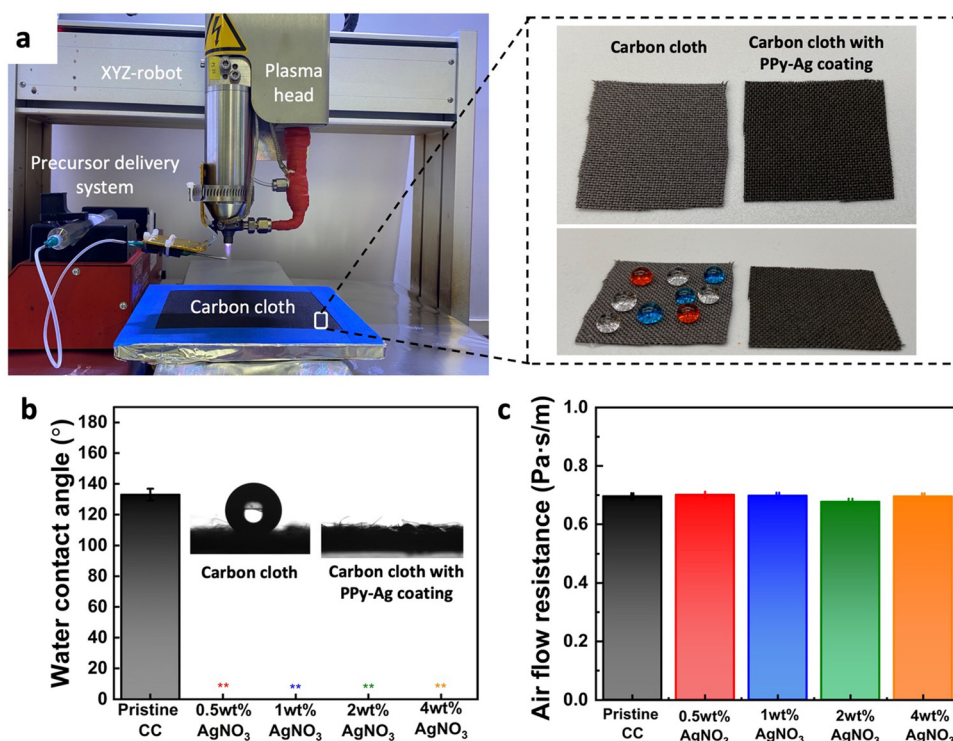 a
XYZ-robot
Plasma
head
Precursor delivery
system
Carbon cloth
Carbon cloth
Carbon cloth with
PPy-Ag coating
b
Water contact angle (°)
180
160
140
120
100
80
60
40
20
0
Carbon cloth
Carbon cloth with
PPy-Ag coating
** ** ** **
Pristine
CC
0.5wt%
AgNO₃
1wt%
AgNO₃
2wt%
AgNO₃
4wt%
AgNO₃
c
Air flow resistance (Pa·s/m)
1.0
0.8
0.6
0.4
0.2
0.0
Pristine
CC
0.5wt%
AgNO₃
1wt%
AgNO₃
2wt%
AgNO₃
4wt%
AgNO₃